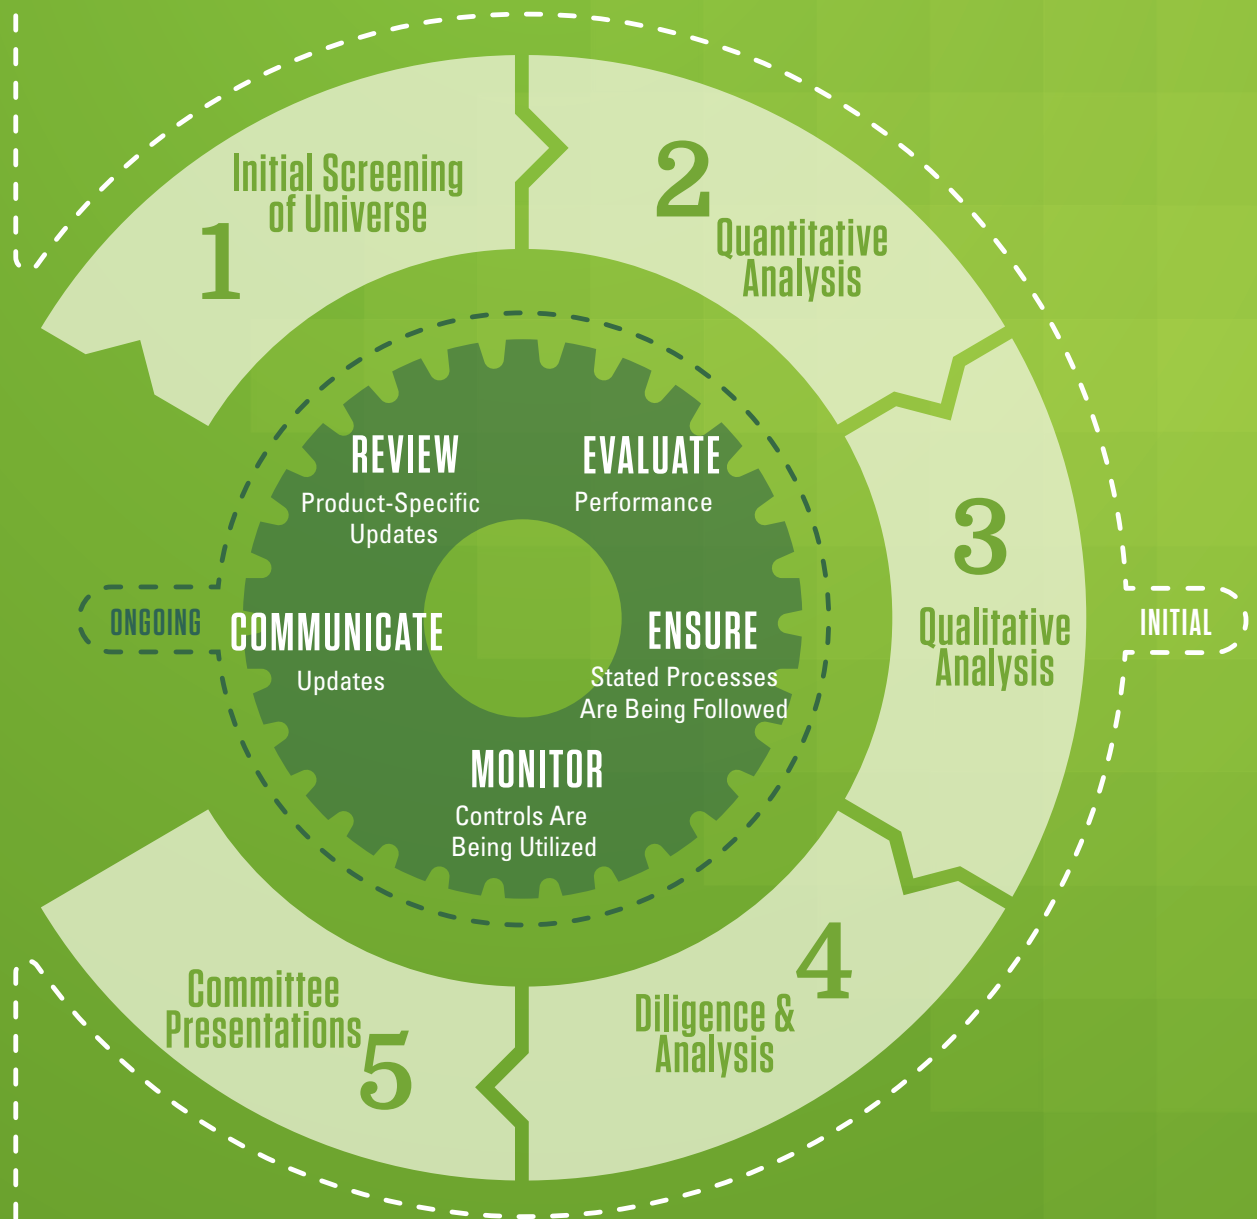 1
Initial Screening
of Universe
2
Quantitative
Analysis
3
Qualitative
Analysis
4
Diligence &
Analysis
5
Committee
Presentations
INITIAL
ONGOING
REVIEW
Product-Specific
Updates
EVALUATE
Performance
ENSURE
Stated Processes
Are Being Followed
MONITOR
Controls Are
Being Utilized
COMMUNICATE
Updates